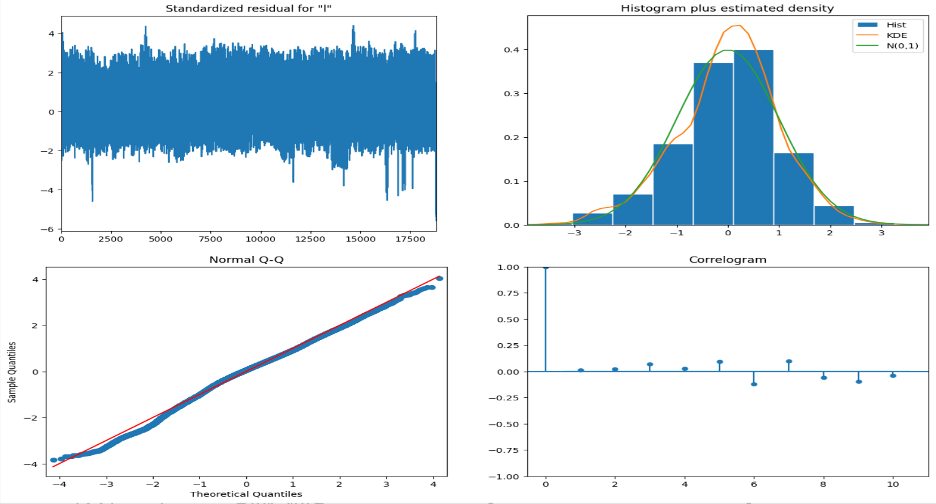 Standardized residual for "l"
4
2
0
−2
−4
−6
0 2500 5000 7500 10000 12500 15000 17500
Histogram plus estimated density
Hist
KDE
N(0,1)
0.4
0.3
0.2
0.1
0.0
−3 −2 −1 0 1 2 3
Normal Q-Q
Sample Quantiles
4
2
0
−2
−4
−4 −3 −2 −1 0 1 2 3 4
Theoretical Quantiles
Correlogram
1.00
0.75
0.50
0.25
0.00
−0.25
−0.50
−0.75
−1.00
0 2 4 6 8 10